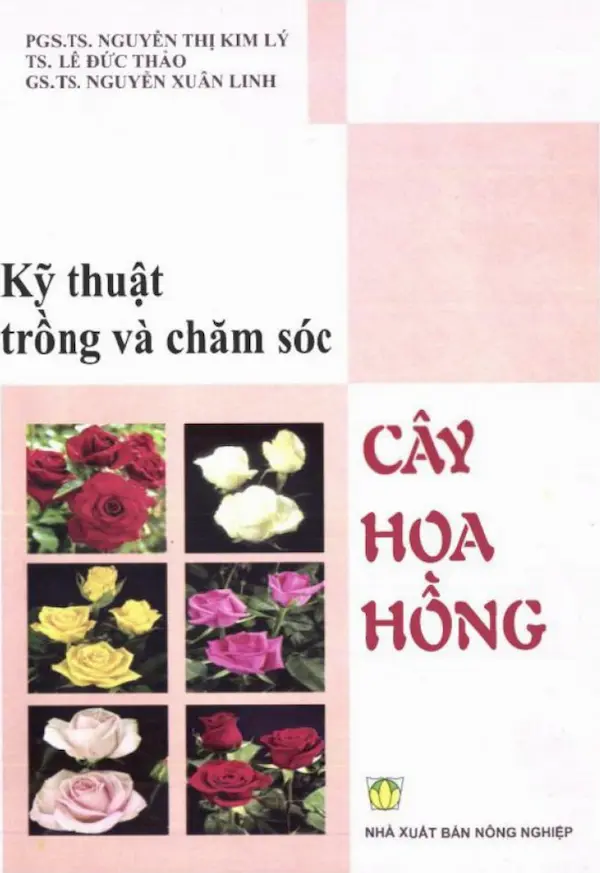 PGS.TS. NGUYỄN THỊ KIM LÝ
TS. LÊ ĐỨC THẢO
GS.TS. NGUYỄN XUÂN LINH
Kỹ thuật
trồng và chăm sóc
CÂY
HOA
HỒNG
NHÀ XUẤT BẢN NÔNG NGHIỆP